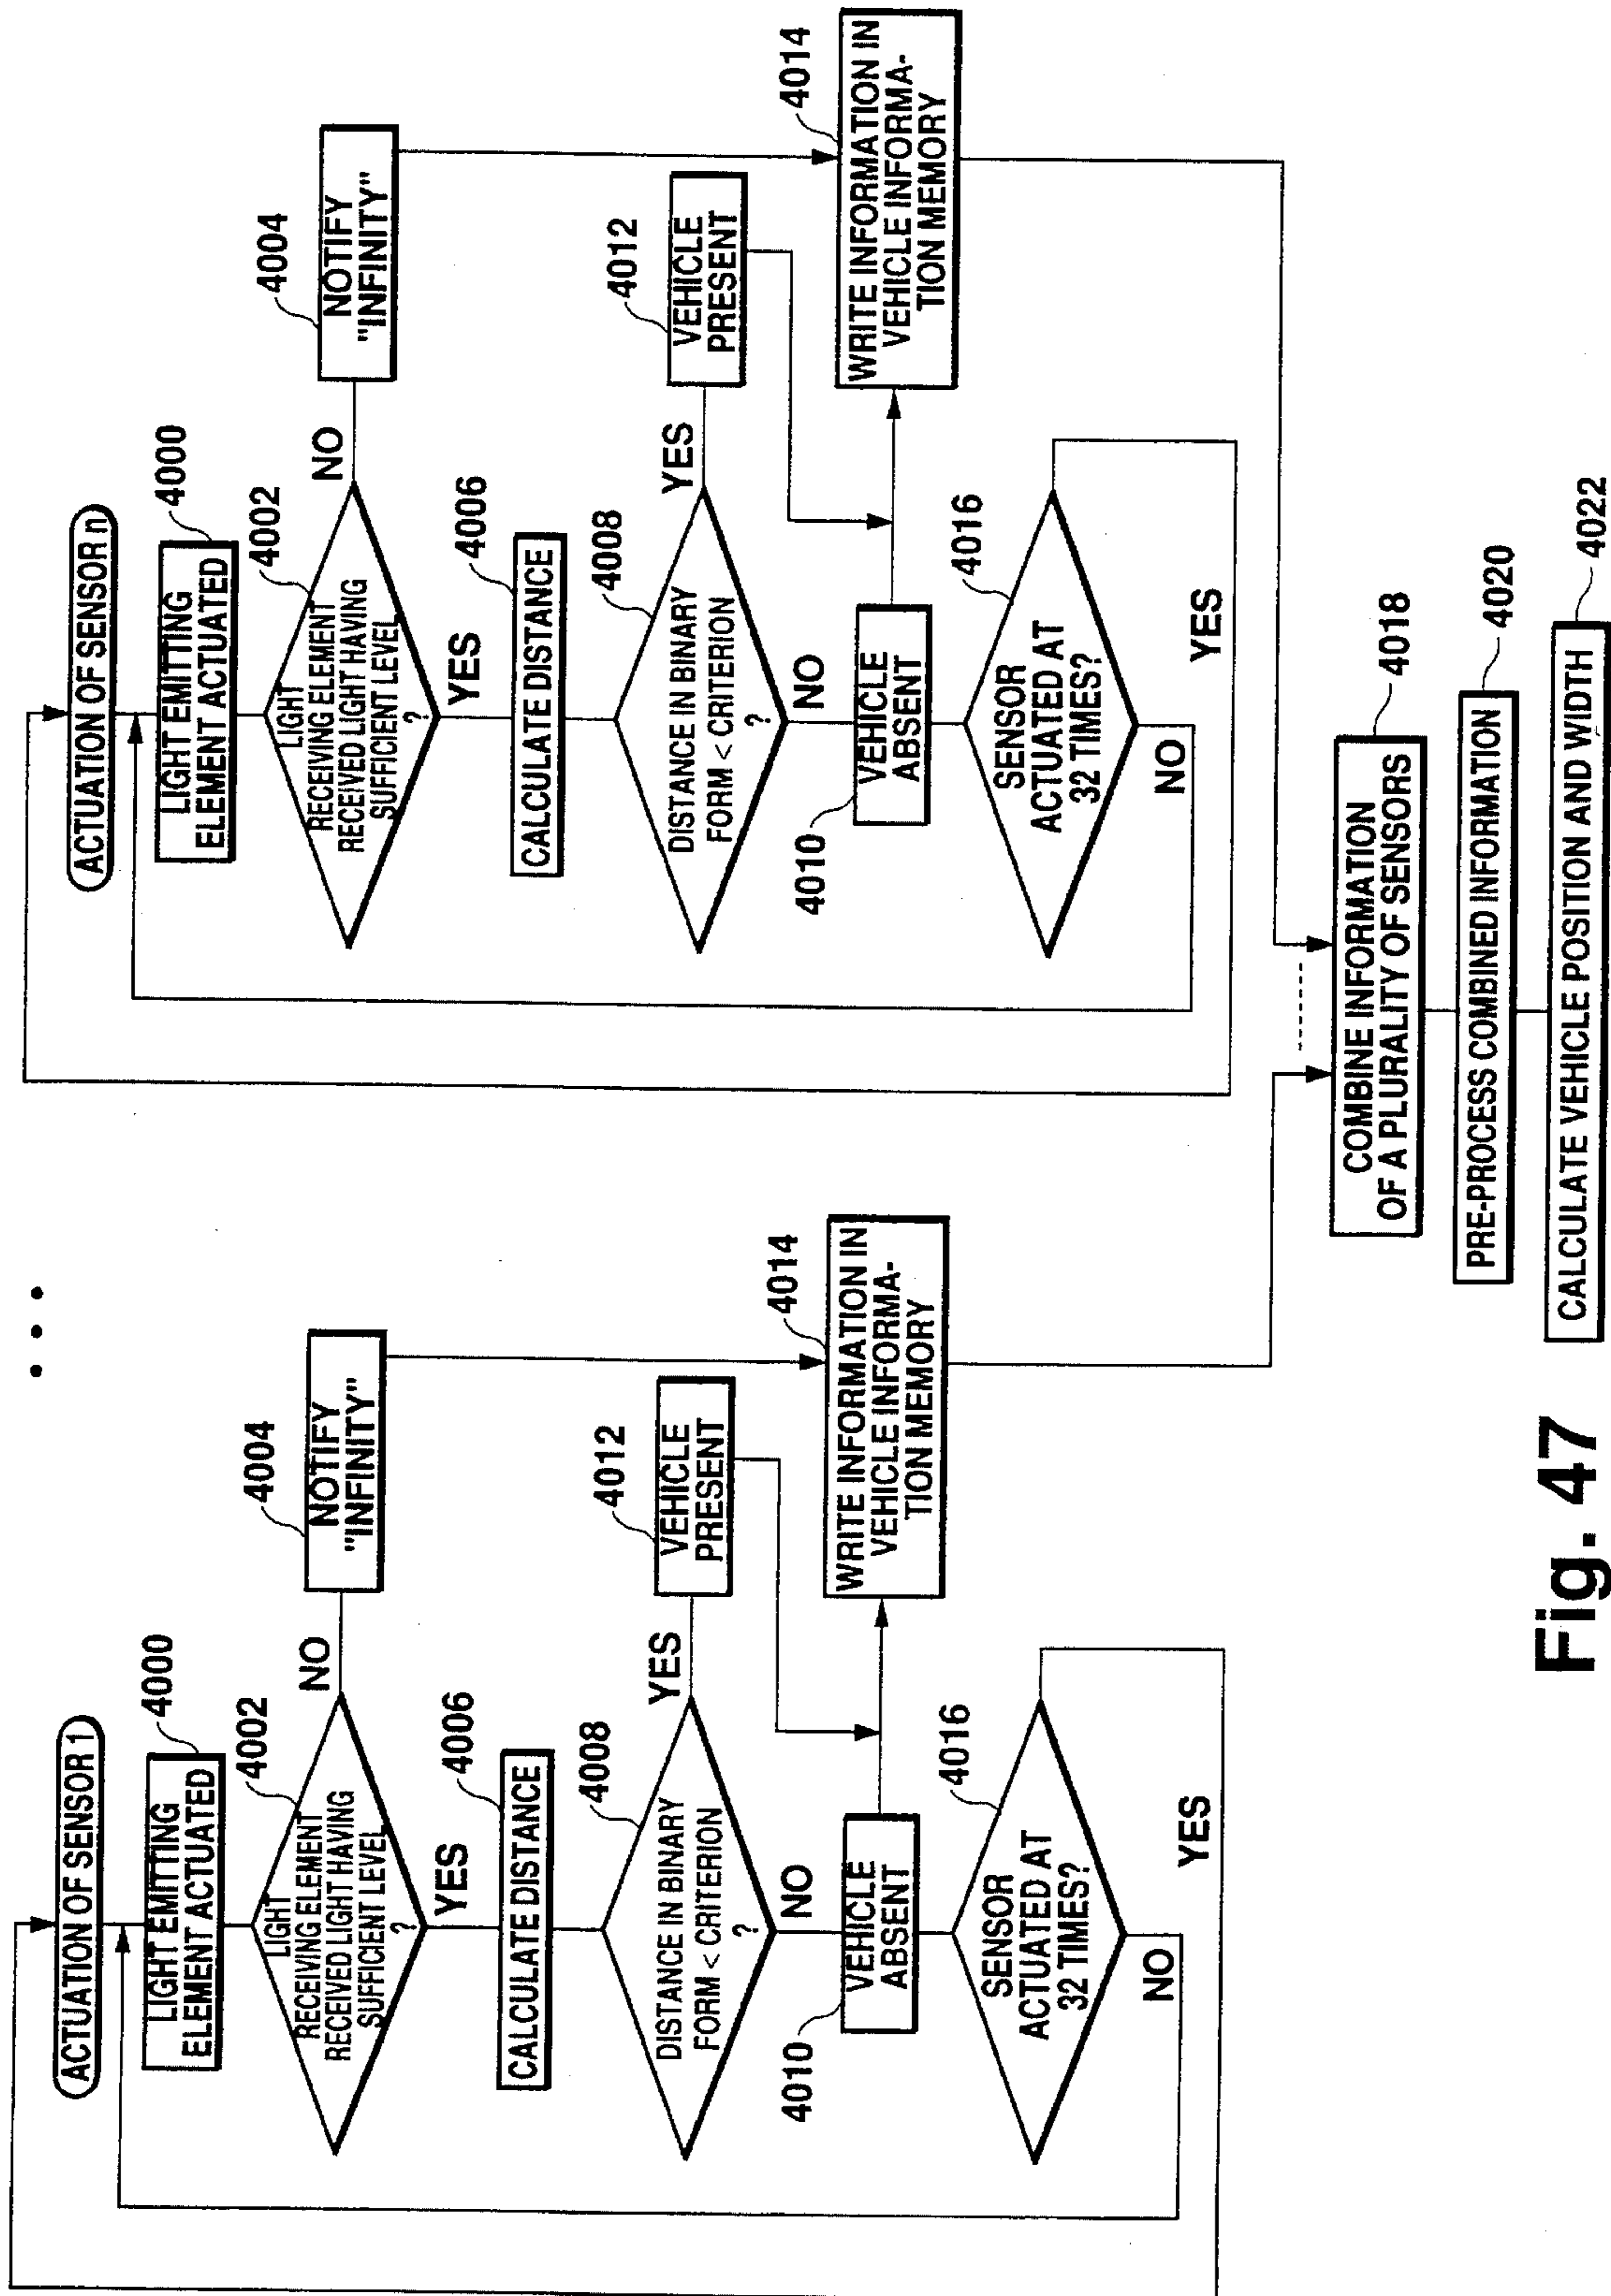 ACTUATION OF SENSOR 1
4000
LIGHT EMITTING
ELEMENT ACTUATED
4002
LIGHT
RECEIVING ELEMENT
RECEIVED LIGHT HAVING
SUFFICIENT LEVEL
?
NO
4004
NOTIFY
"INFINITY"
YES
4006
CALCULATE DISTANCE
4008
DISTANCE IN BINARY
FORM < CRITERION
?
YES
4012
VEHICLE
PRESENT
NO
4010
VEHICLE
ABSENT
4014
WRITE INFORMATION IN
VEHICLE INFORMA-
TION MEMORY
4016
SENSOR
ACTUATED AT
32 TIMES?
YES
NO
• • •
ACTUATION OF SENSOR n
4000
LIGHT EMITTING
ELEMENT ACTUATED
4002
LIGHT
RECEIVING ELEMENT
RECEIVED LIGHT HAVING
SUFFICIENT LEVEL
?
NO
4004
NOTIFY
"INFINITY"
YES
4006
CALCULATE DISTANCE
4008
DISTANCE IN BINARY
FORM < CRITERION
?
YES
4012
VEHICLE
PRESENT
NO
4010
VEHICLE
ABSENT
4014
WRITE INFORMATION IN
VEHICLE INFORMA-
TION MEMORY
4016
SENSOR
ACTUATED AT
32 TIMES?
YES
NO
4018
COMBINE INFORMATION
OF A PLURALITY OF SENSORS
4020
PRE-PROCESS COMBINED INFORMATION
4022
CALCULATE VEHICLE POSITION AND WIDTH
Fig. 47